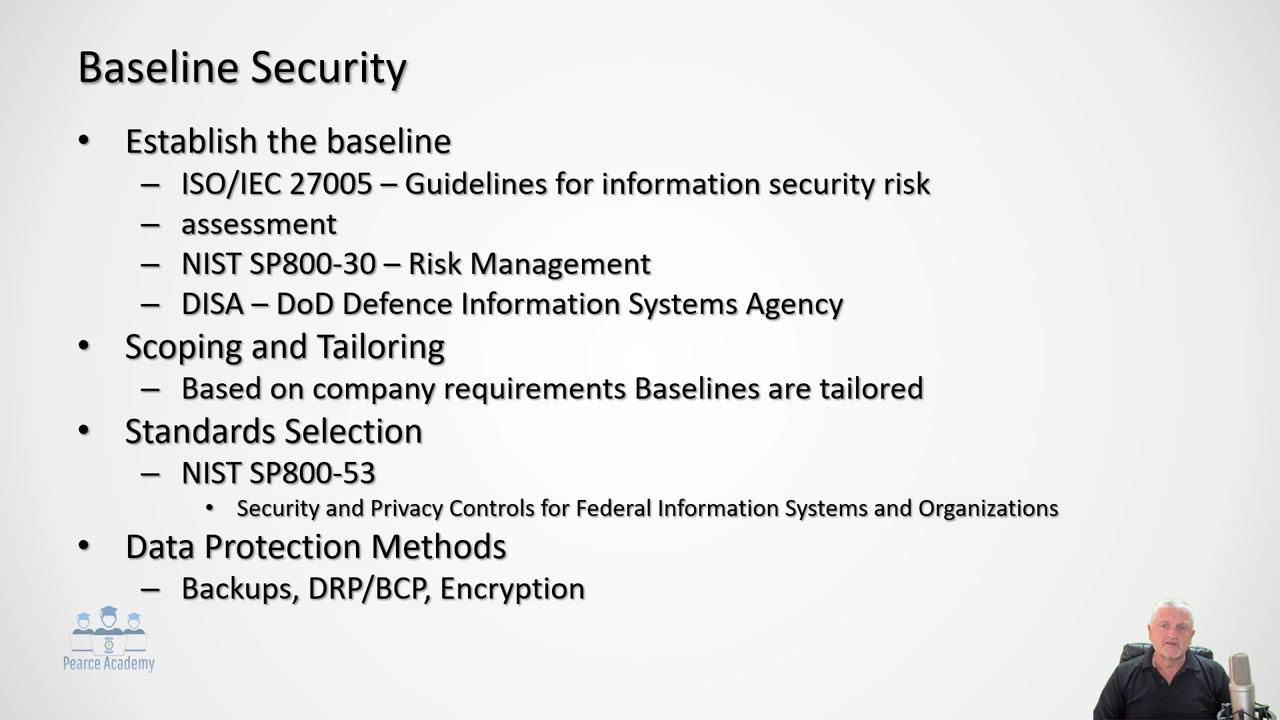 Baseline Security
• Establish the baseline
– ISO/IEC 27005 – Guidelines for information security risk
– assessment
– NIST SP800-30 – Risk Management
– DISA – DoD Defence Information Systems Agency
• Scoping and Tailoring
– Based on company requirements Baselines are tailored
• Standards Selection
– NIST SP800-53
• Security and Privacy Controls for Federal Information Systems and Organizations
• Data Protection Methods
– Backups, DRP/BCP, Encryption
Pearce Academy